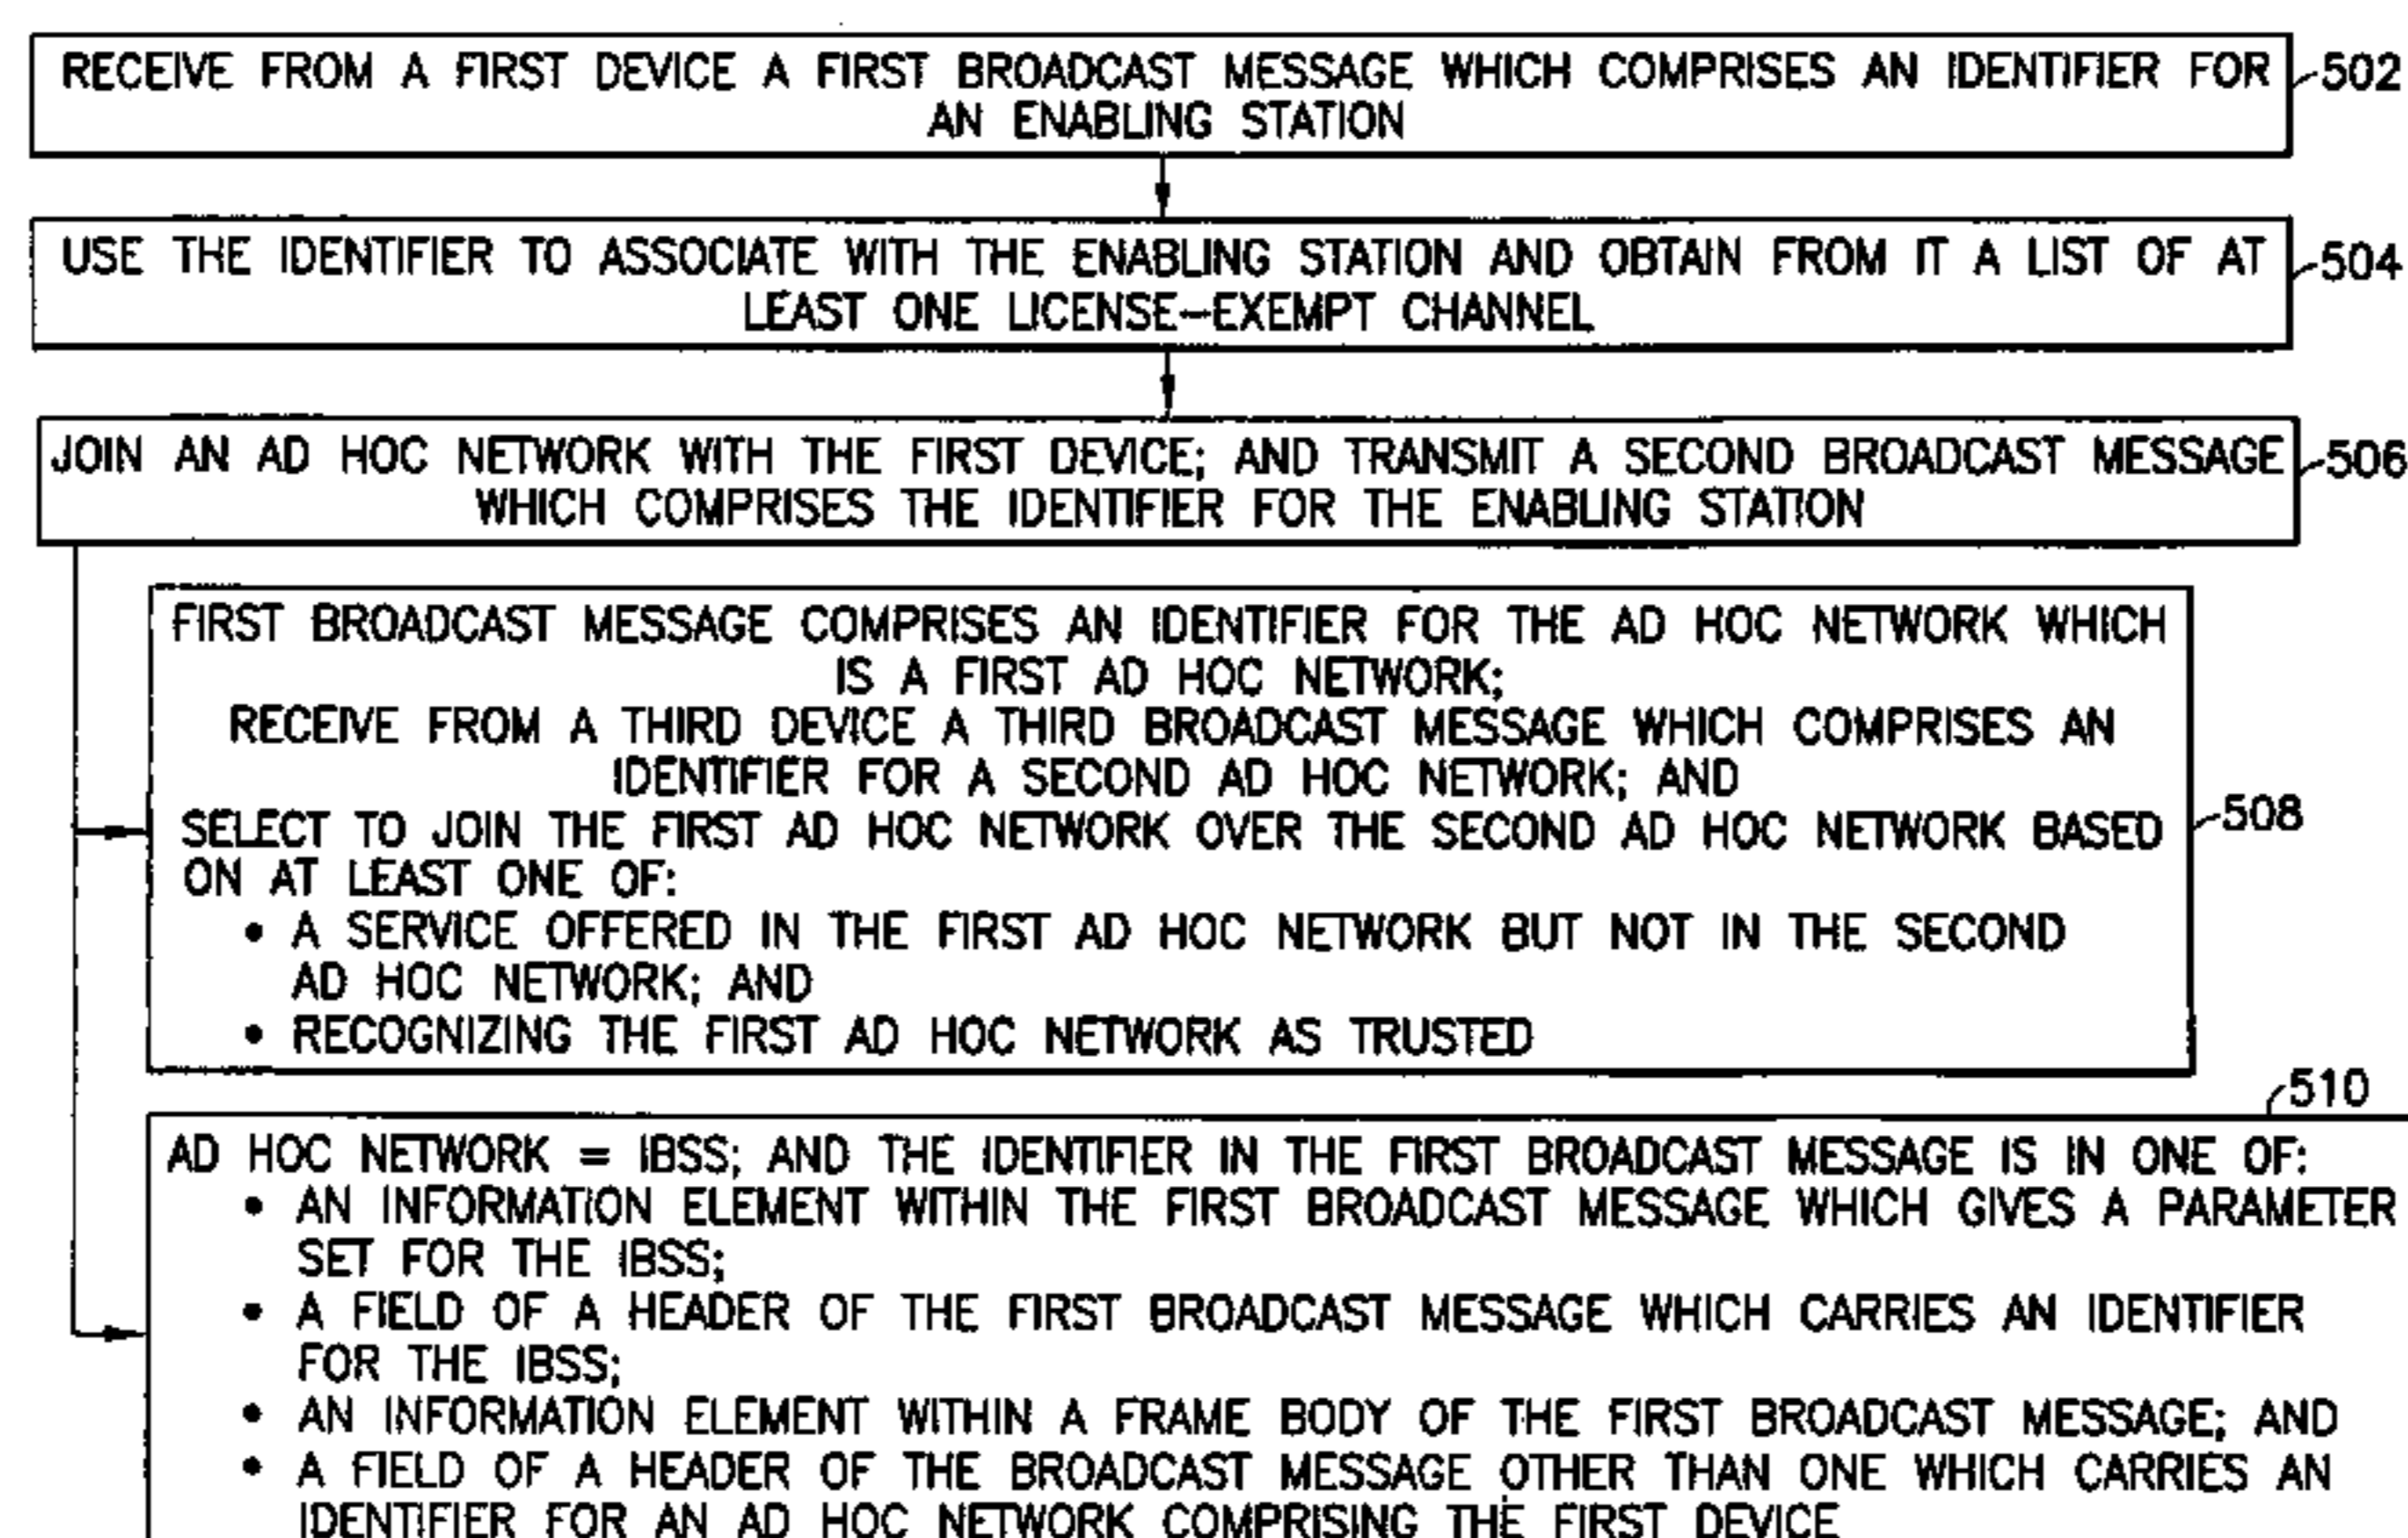 RECEIVE FROM A FIRST DEVICE A FIRST BROADCAST MESSAGE WHICH COMPRISES AN IDENTIFIER FOR
AN ENABLING STATION
502
USE THE IDENTIFIER TO ASSOCIATE WITH THE ENABLING STATION AND OBTAIN FROM IT A LIST OF AT
LEAST ONE LICENSE-EXEMPT CHANNEL
504
JOIN AN AD HOC NETWORK WITH THE FIRST DEVICE; AND TRANSMIT A SECOND BROADCAST MESSAGE
WHICH COMPRISES THE IDENTIFIER FOR THE ENABLING STATION
506
FIRST BROADCAST MESSAGE COMPRISES AN IDENTIFIER FOR THE AD HOC NETWORK WHICH
IS A FIRST AD HOC NETWORK;
RECEIVE FROM A THIRD DEVICE A THIRD BROADCAST MESSAGE WHICH COMPRISES AN
IDENTIFIER FOR A SECOND AD HOC NETWORK; AND
SELECT TO JOIN THE FIRST AD HOC NETWORK OVER THE SECOND AD HOC NETWORK BASED
ON AT LEAST ONE OF:
• A SERVICE OFFERED IN THE FIRST AD HOC NETWORK BUT NOT IN THE SECOND
AD HOC NETWORK; AND
• RECOGNIZING THE FIRST AD HOC NETWORK AS TRUSTED
508
510
AD HOC NETWORK = IBSS; AND THE IDENTIFIER IN THE FIRST BROADCAST MESSAGE IS IN ONE OF:
• AN INFORMATION ELEMENT WITHIN THE FIRST BROADCAST MESSAGE WHICH GIVES A PARAMETER
SET FOR THE IBSS;
• A FIELD OF A HEADER OF THE FIRST BROADCAST MESSAGE WHICH CARRIES AN IDENTIFIER
FOR THE IBSS;
• AN INFORMATION ELEMENT WITHIN A FRAME BODY OF THE FIRST BROADCAST MESSAGE; AND
• A FIELD OF A HEADER OF THE BROADCAST MESSAGE OTHER THAN ONE WHICH CARRIES AN
IDENTIFIER FOR AN AD HOC NETWORK COMPRISING THE FIRST DEVICE